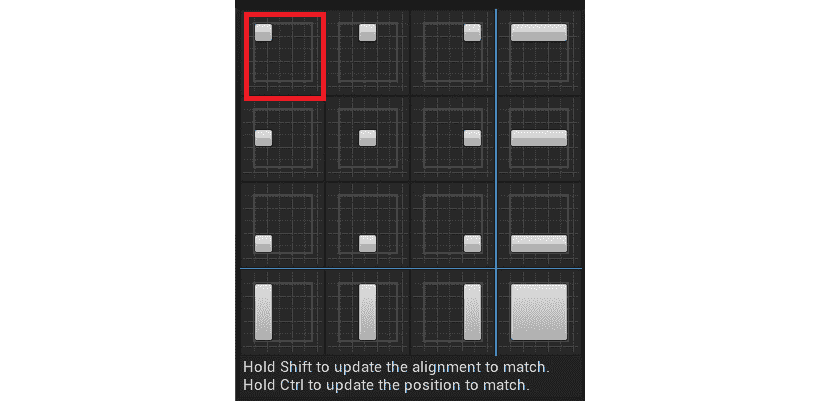 Hold Shift to update the alignment to match.
Hold Ctrl to update the position to match.